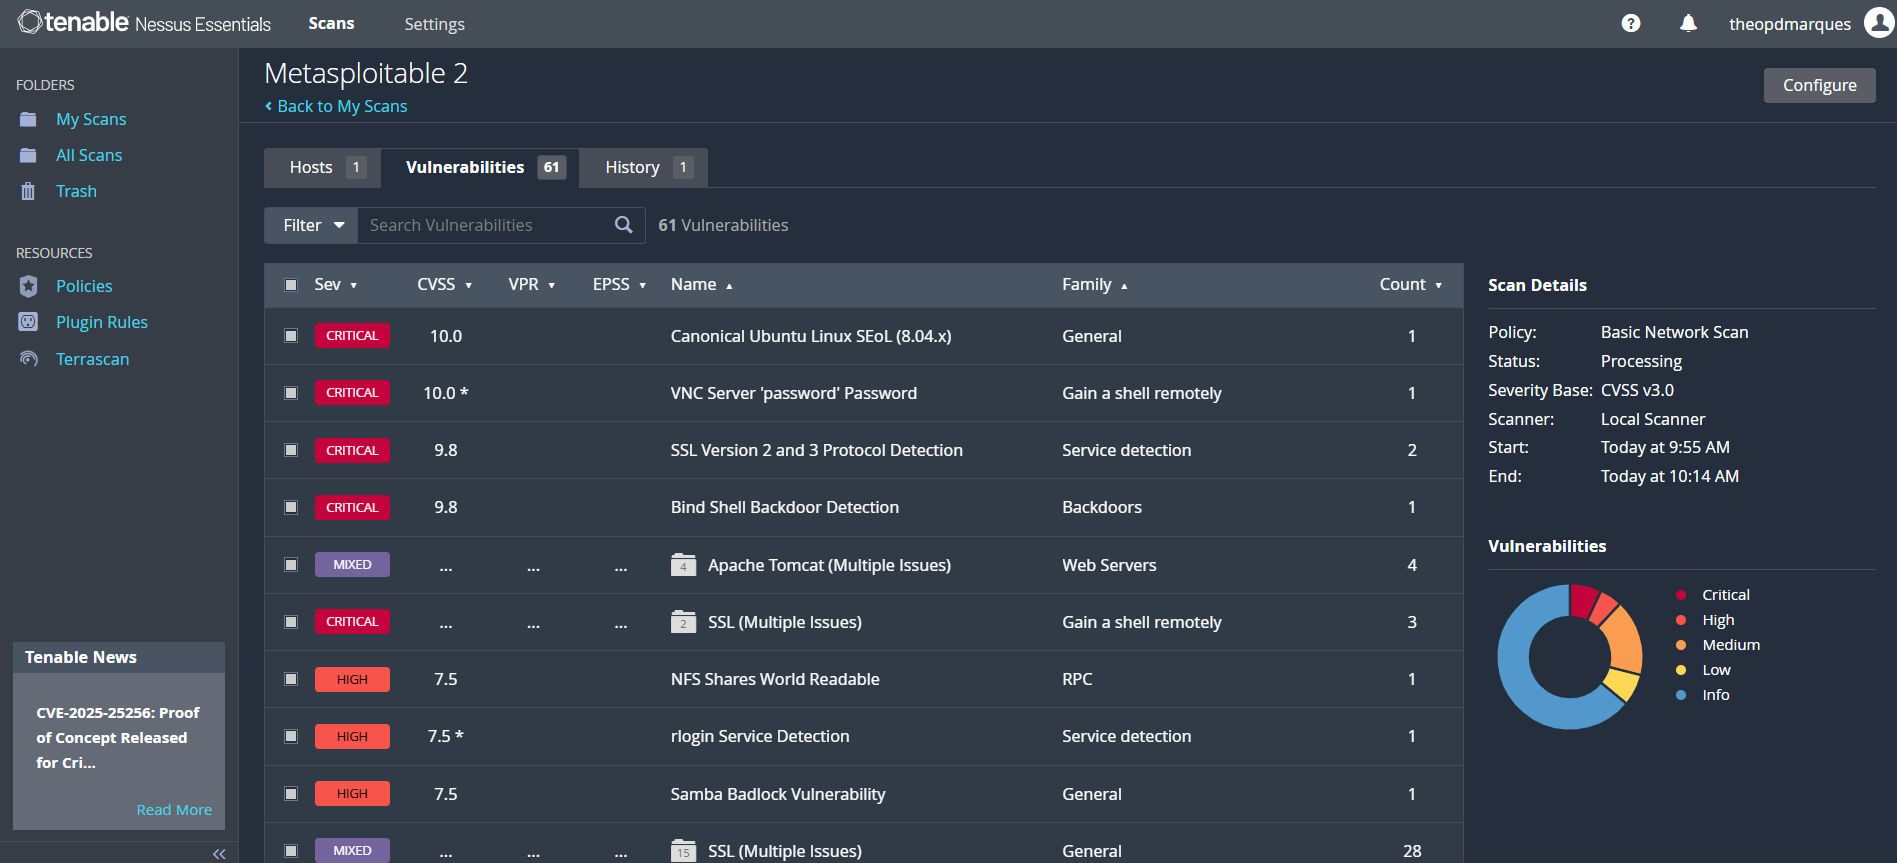 tenable Nessus Essentials Scans Settings ? theopdmarques
FOLDERS
My Scans
All Scans
Trash
RESOURCES
Policies
Plugin Rules
Terrascan
Tenable News
CVE-2025-25256: Proof
of Concept Released
for Cri...
Read More
Metasploitable 2
Back to My Scans
Configure
Hosts 1 Vulnerabilities 61 History 1
Filter Search Vulnerabilities 61 Vulnerabilities
Sev CVSS VPR EPSS Name Family Count
CRITICAL 10.0 Canonical Ubuntu Linux SEoL (8.04.x) General 1
CRITICAL 10.0 * VNC Server 'password' Password Gain a shell remotely 1
CRITICAL 9.8 SSL Version 2 and 3 Protocol Detection Service detection 2
CRITICAL 9.8 Bind Shell Backdoor Detection Backdoors 1
MIXED ... ... ... 4 Apache Tomcat (Multiple Issues) Web Servers 4
CRITICAL ... ... ... 2 SSL (Multiple Issues) Gain a shell remotely 3
HIGH 7.5 NFS Shares World Readable RPC 1
HIGH 7.5 * rlogin Service Detection Service detection 1
HIGH 7.5 Samba Badlock Vulnerability General 1
MIXED ... ... ... 15 SSL (Multiple Issues) General 28
Scan Details
Policy: Basic Network Scan
Status: Processing
Severity Base: CVSS v3.0
Scanner: Local Scanner
Start: Today at 9:55 AM
End: Today at 10:14 AM
Vulnerabilities
Critical
High
Medium
Low
Info